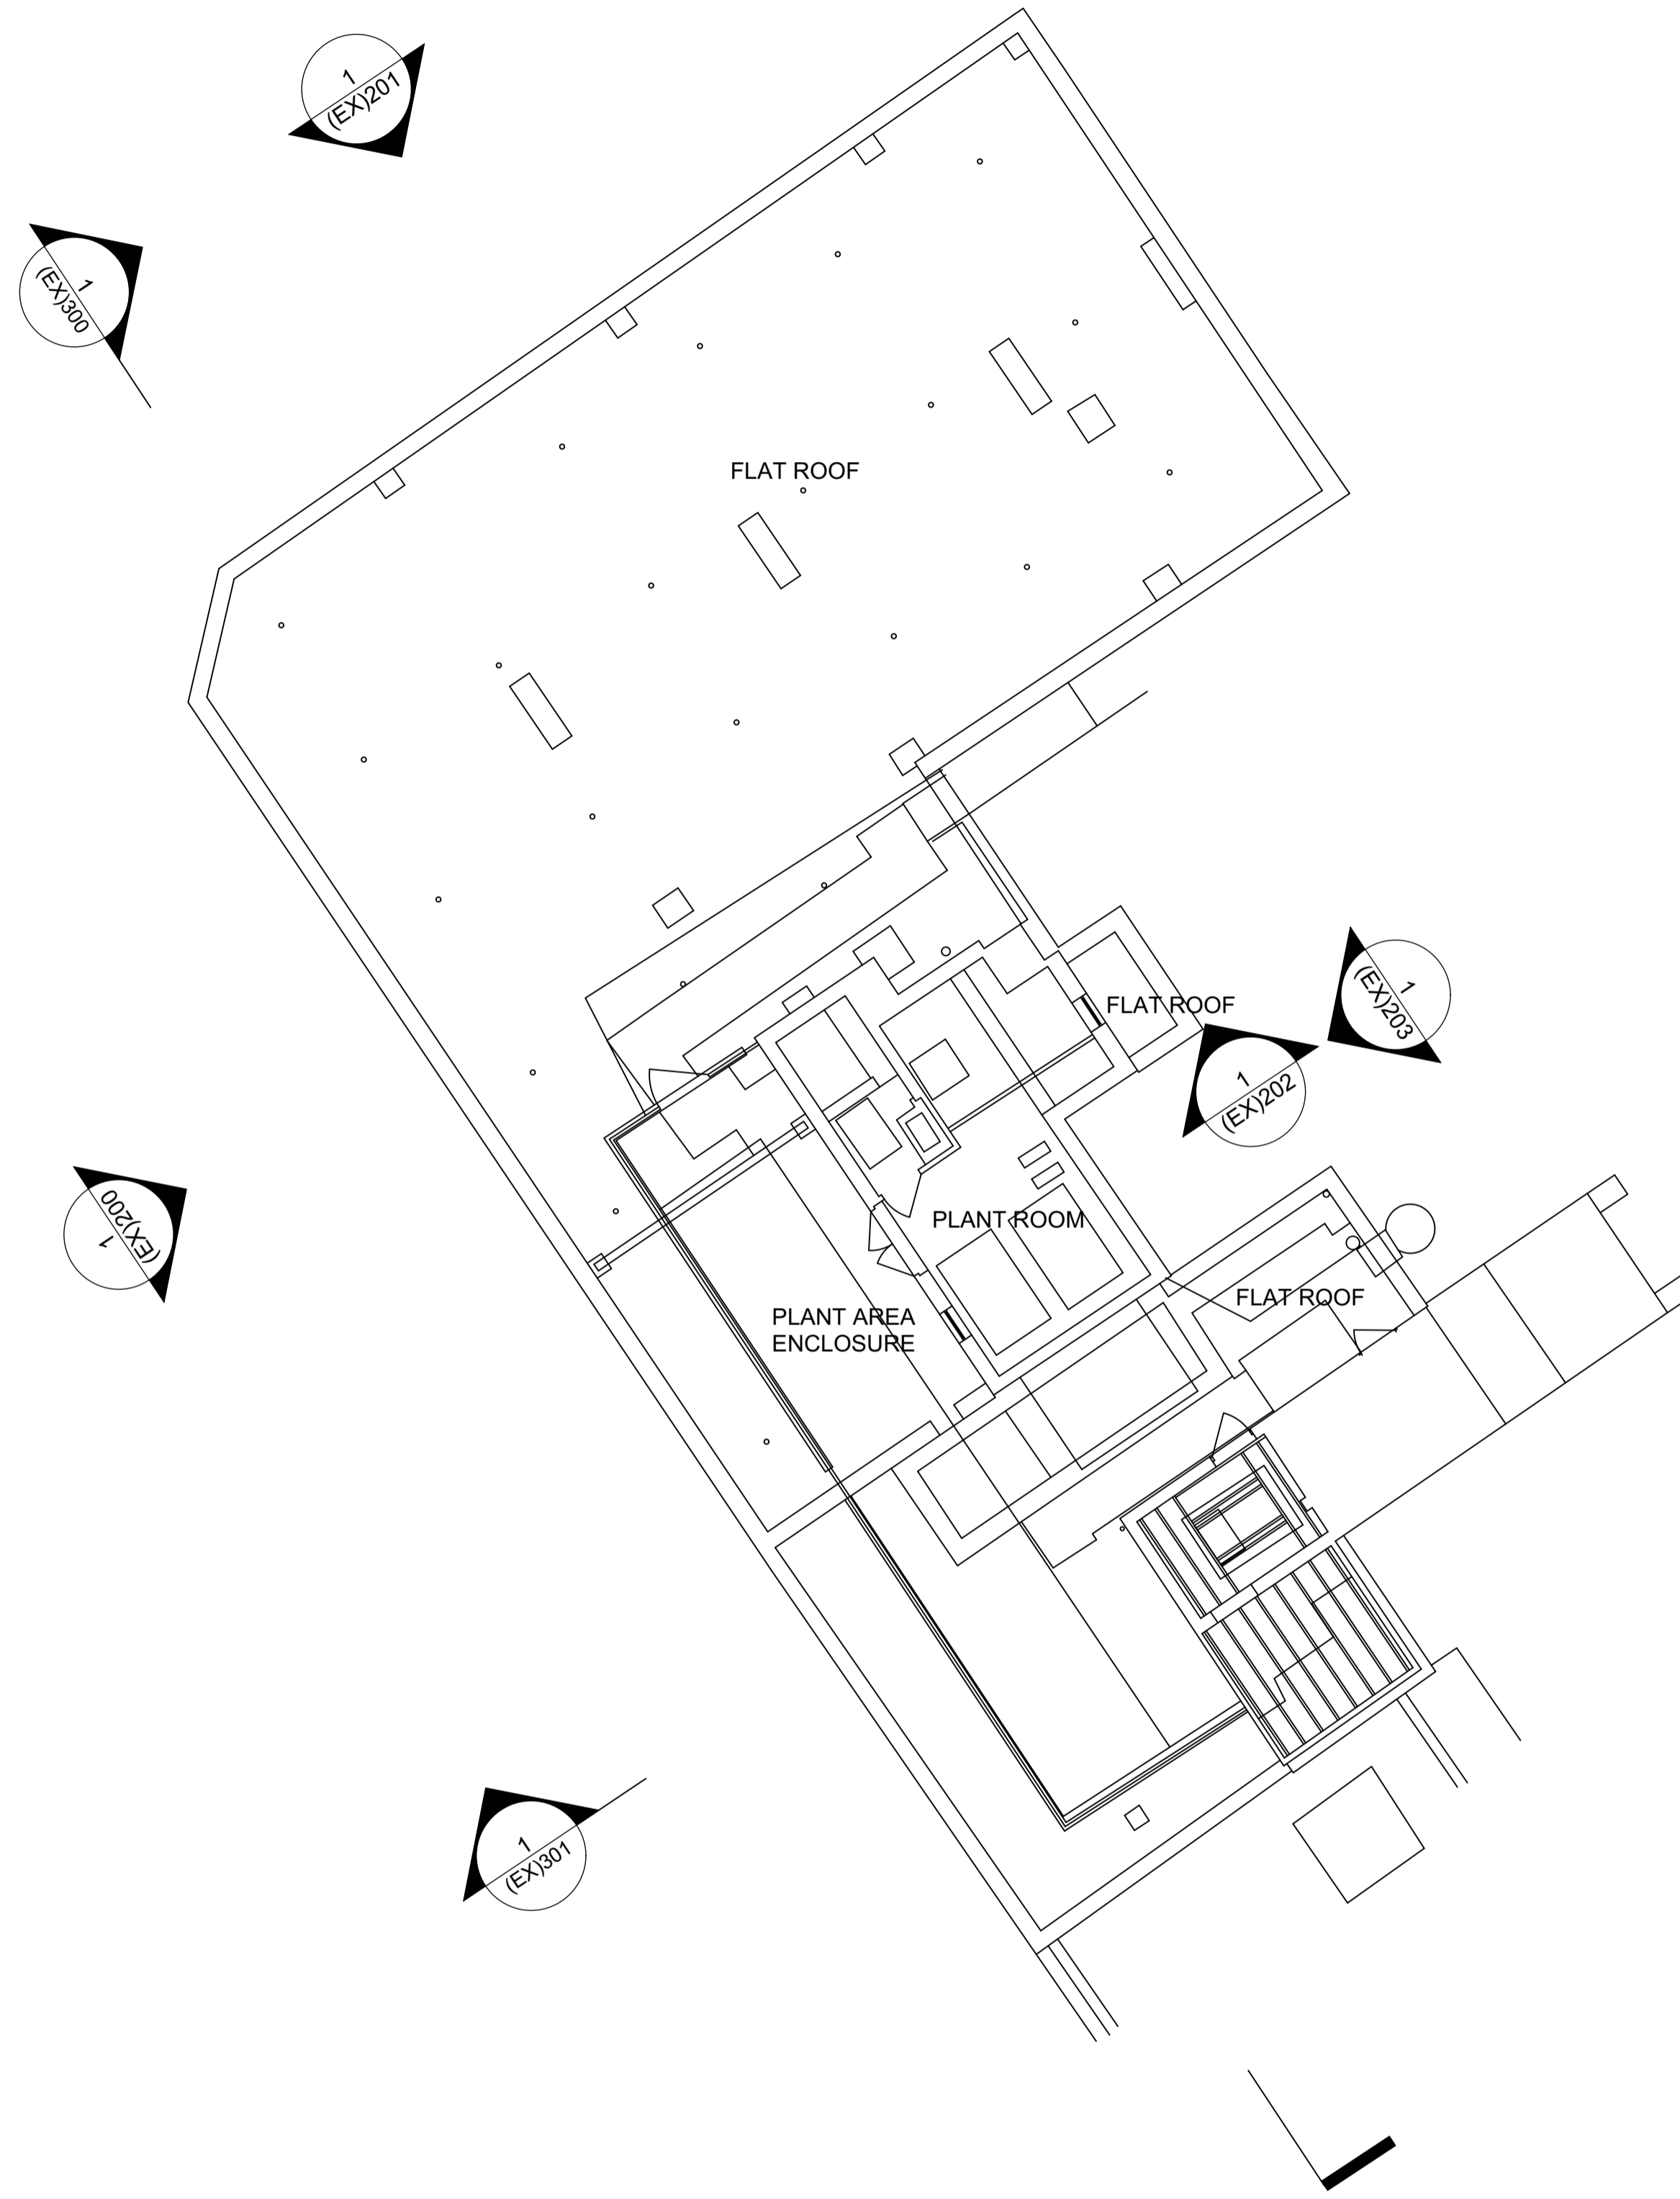 1
(EX)201
1
(EX)300
FLAT ROOF
FLAT ROOF
1
(EX)203
1
(EX)202
1
(EX)200
PLANT ROOM
FLAT ROOF
PLANT AREA
ENCLOSURE
1
(EX)301